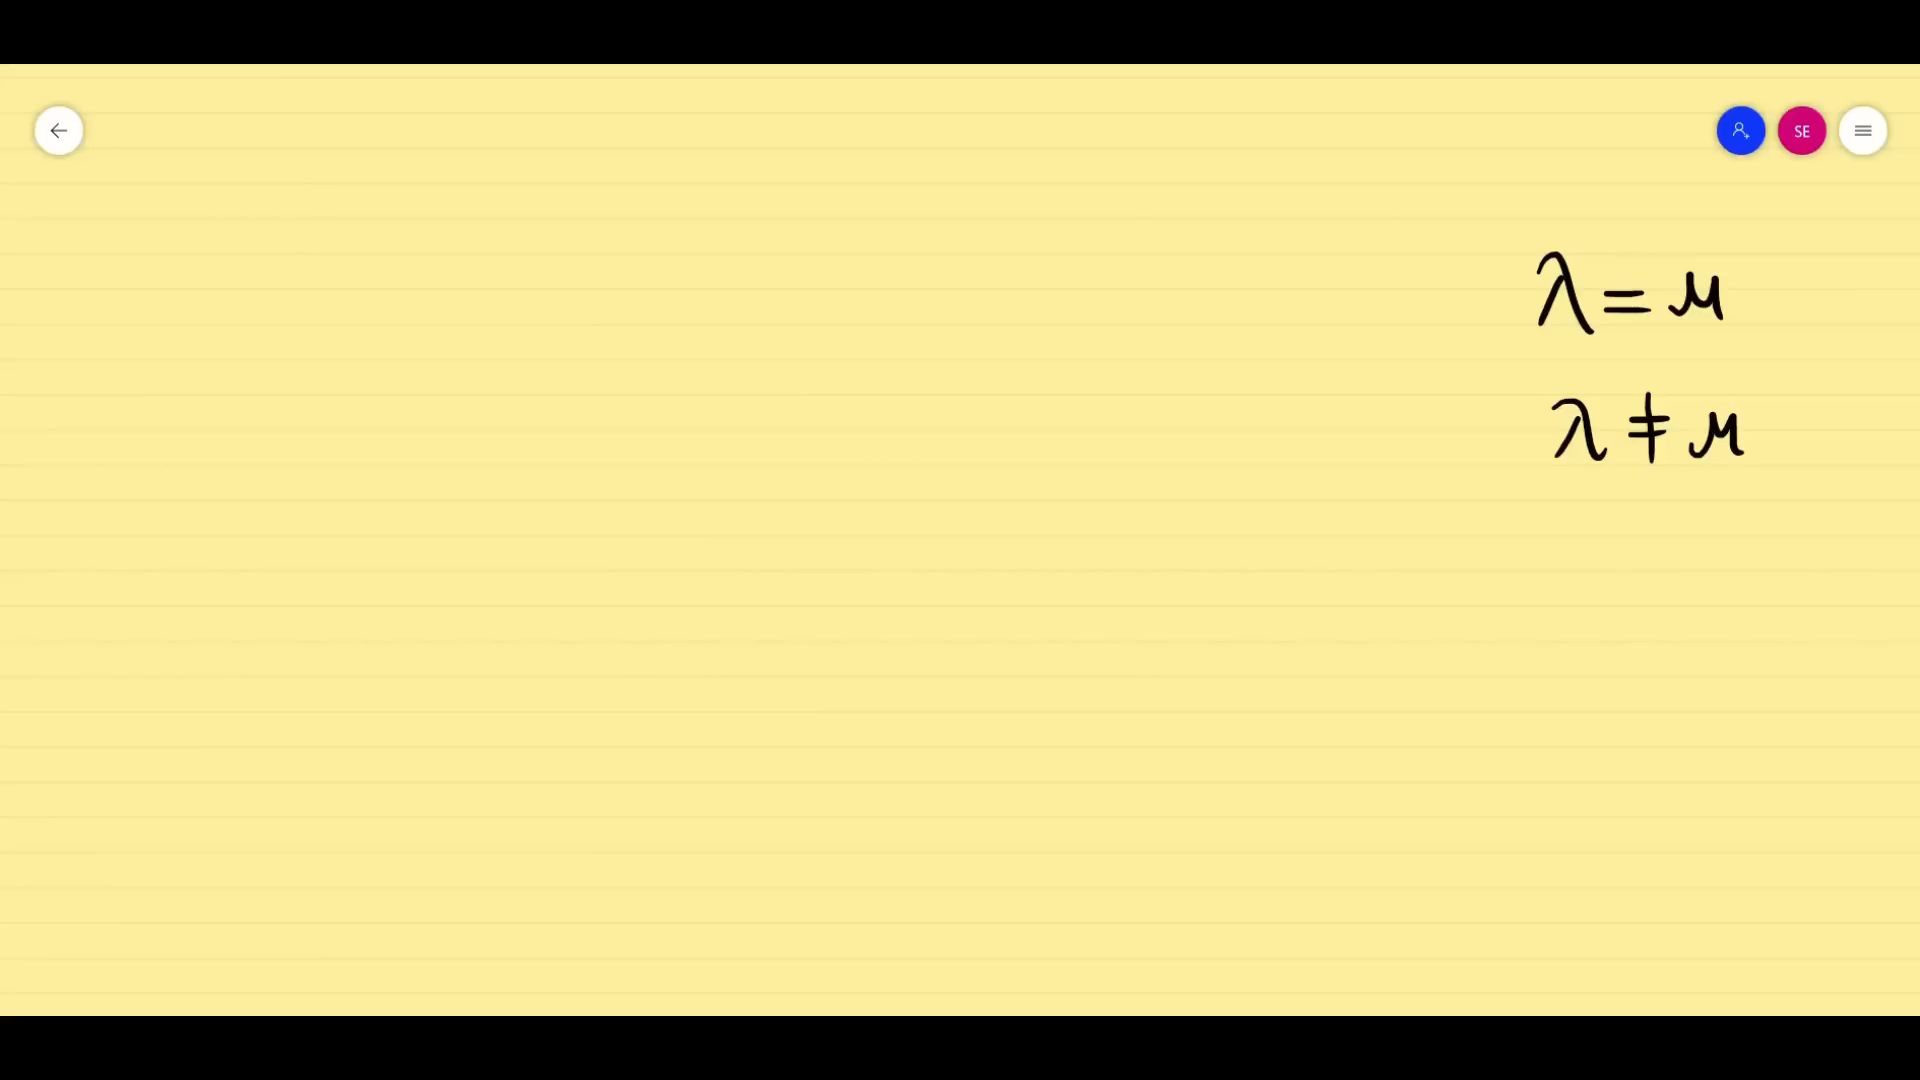 SE
λ = μ
λ ≠ μ